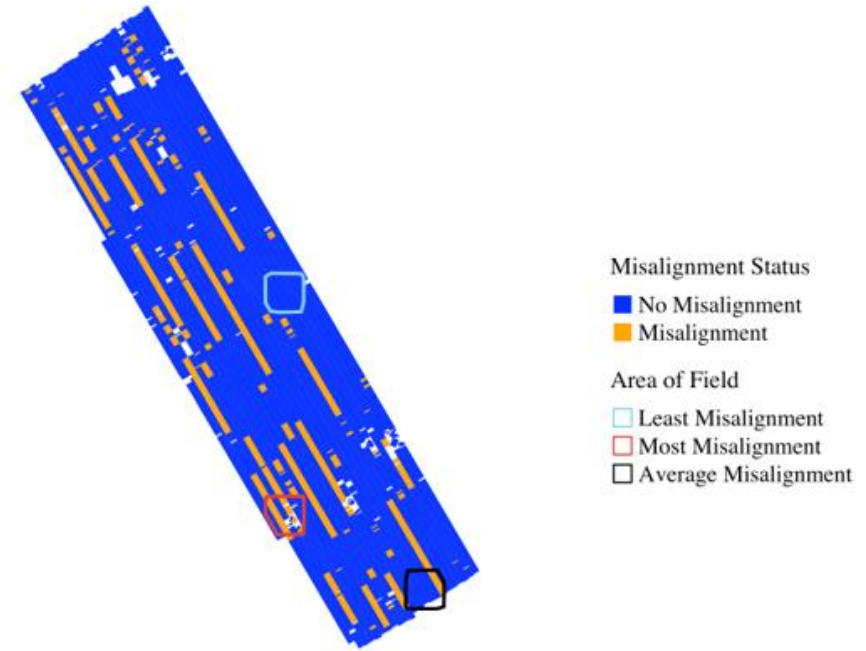 Misalignment Status
No Misalignment
Misalignment
Area of Field
Least Misalignment
Most Misalignment
Average Misalignment